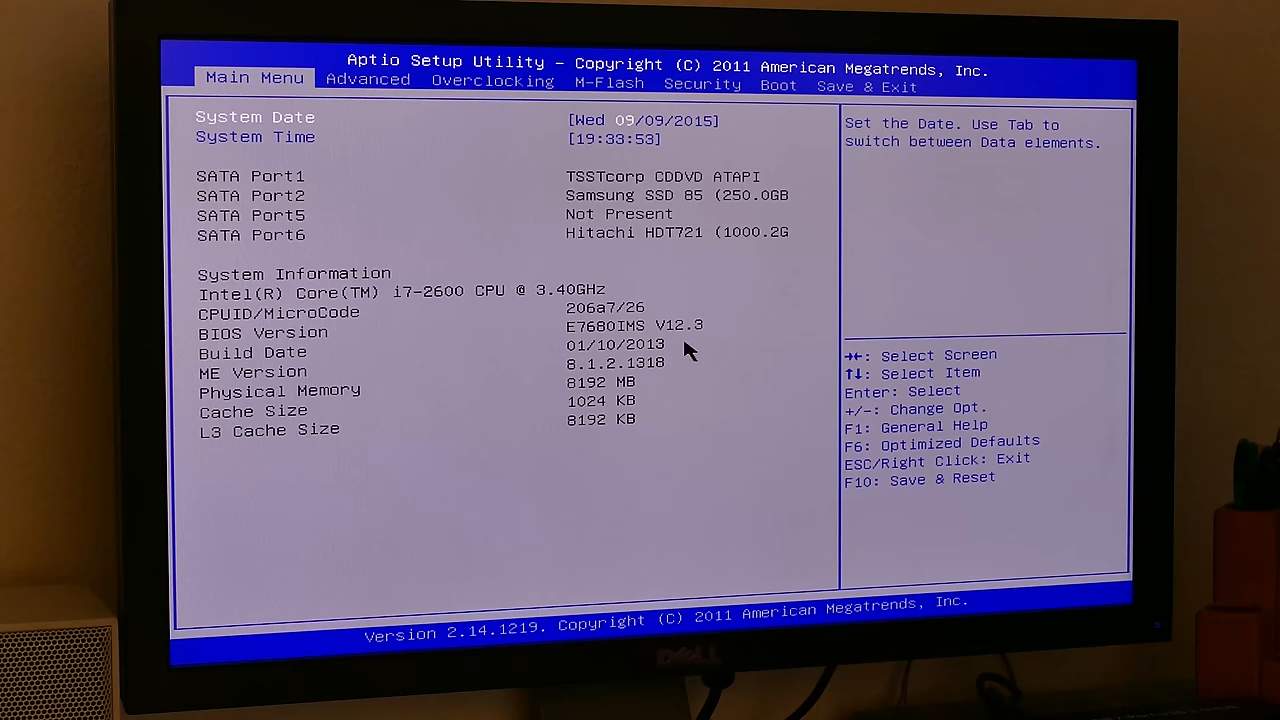 Aptio Setup Utility – Copyright (C) 2011 American Megatrends, Inc.
Main Menu Advanced Overclocking M-Flash Security Boot Save & Exit
System Date [Wed 09/09/2015]
System Time [19:33:53]
SATA Port1 TSSTcorp CDDVD ATAPI
SATA Port2 Samsung SSD 85 (250.0GB
SATA Port5 Not Present
SATA Port6 Hitachi HDT721 (1000.2G
System Information
Intel(R) Core(TM) i7-2600 CPU @ 3.40GHz
CPUID/MicroCode 206a7/26
BIOS Version E7680IMS V12.3
Build Date 01/10/2013
ME Version 8.1.2.1318
Physical Memory 8192 MB
Cache Size 1024 KB
L3 Cache Size 8192 KB
Set the Date. Use Tab to
switch between Data elements.
→←: Select Screen
↑↓: Select Item
Enter: Select
+/-: Change Opt.
F1: General Help
F6: Optimized Defaults
ESC/Right Click: Exit
F10: Save & Reset
Version 2.14.1219. Copyright (C) 2011 American Megatrends, Inc.
DELL